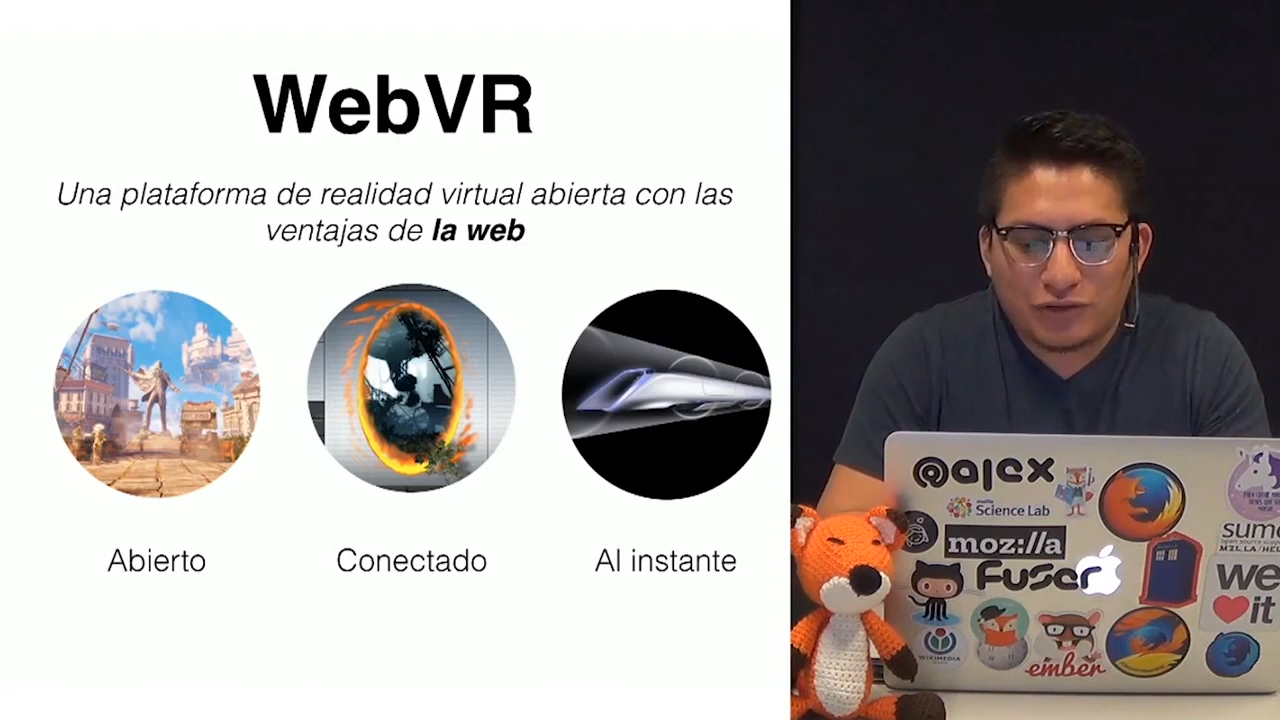 WebVR
Una plataforma de realidad virtual abierta con las
ventajas de la web
Abierto
Conectado
Al instante
@alex
mozilla
Science Lab
moz://a
Fuser
WIKIMEDIA
ember
sumo
we
it